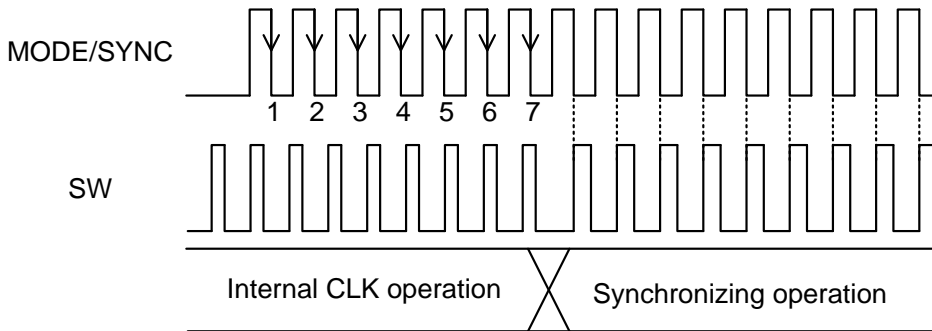 MODE/SYNC
1 2 3 4 5 6 7
SW
Internal CLK operation
Synchronizing operation